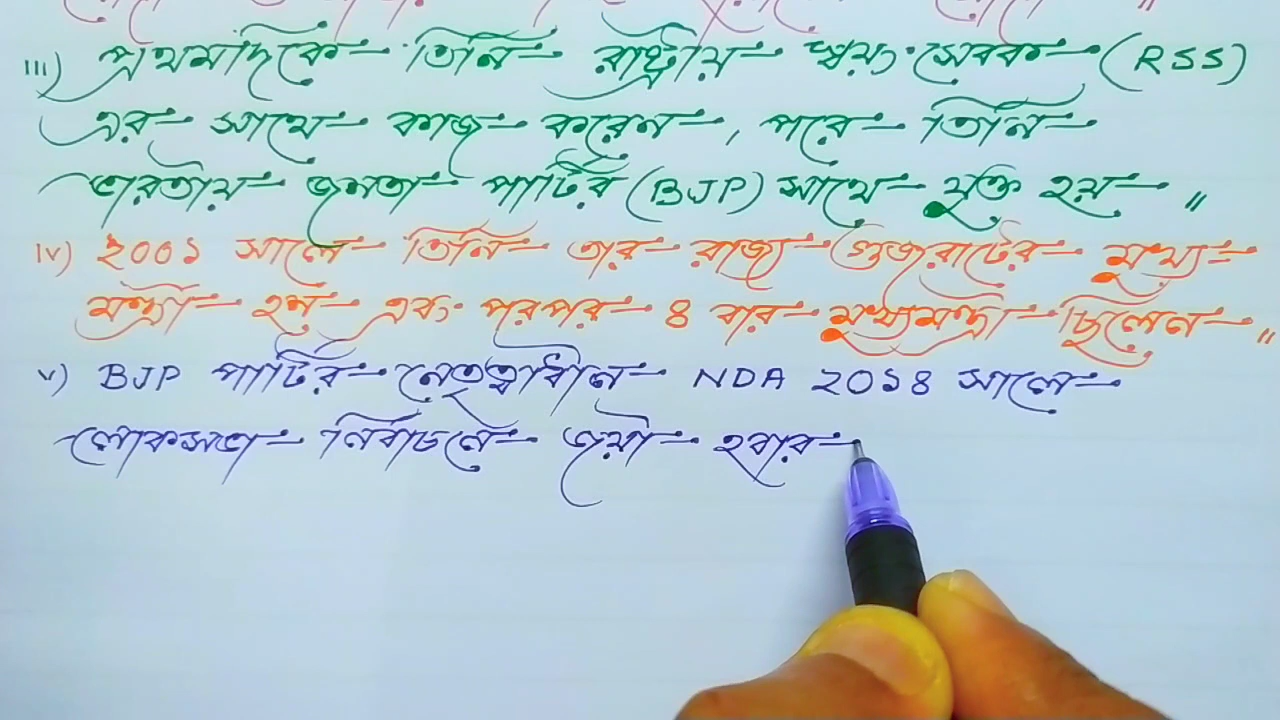 iii) প্রথমদিকে তিনি রাষ্ট্রীয় স্বয়ং সেবক (RSS)
এর সাথে কাজ করেন, পরে তিনি
ভারতীয় জনতা পার্টির (BJP) সাথে যুক্ত হয় "
iv) ২০০১ সালে তিনি তার রাজ্য গুজরাটের মুখ্য
মন্ত্রী হন এবং পরপর ৪ বার মুখ্যমন্ত্রী ছিলেন "
v) BJP পার্টির নেতৃত্বাধীন NDA ২০১৪ সালে
লোকসভা নির্বাচনে জয়ী হবার